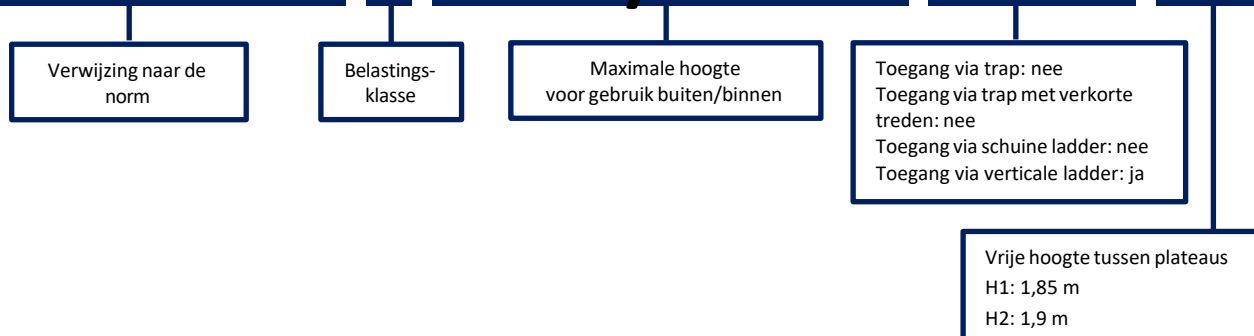 Verwijzing naar de
norm
Belastings-
klasse
Maximale hoogte
voor gebruik buiten/binnen
Toegang via trap: nee
Toegang via trap met verkorte
treden: nee
Toegang via schuine ladder: nee
Toegang via verticale ladder: ja
Vrije hoogte tussen plateaus
H1: 1,85 m
H2: 1,9 m